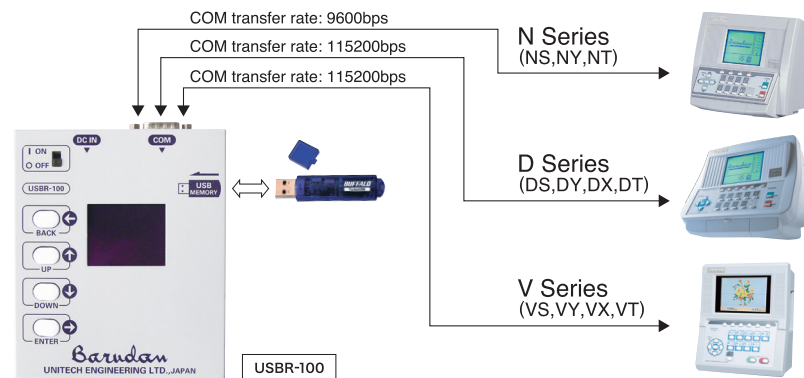 COM transfer rate: 9600bps
COM transfer rate: 115200bps
COM transfer rate: 115200bps
N Series
(NS,NY,NT)
D Series
(DS,DY,DX,DT)
V Series
(VS,VY,VX,VT)
DC IN
COM
I ON
O OFF
USBR-100
USB
MEMORY
BUFFALO
BACK
UP
DOWN
ENTER
Barudan
UNITECH ENGINEERING LTD.,JAPAN
USBR-100